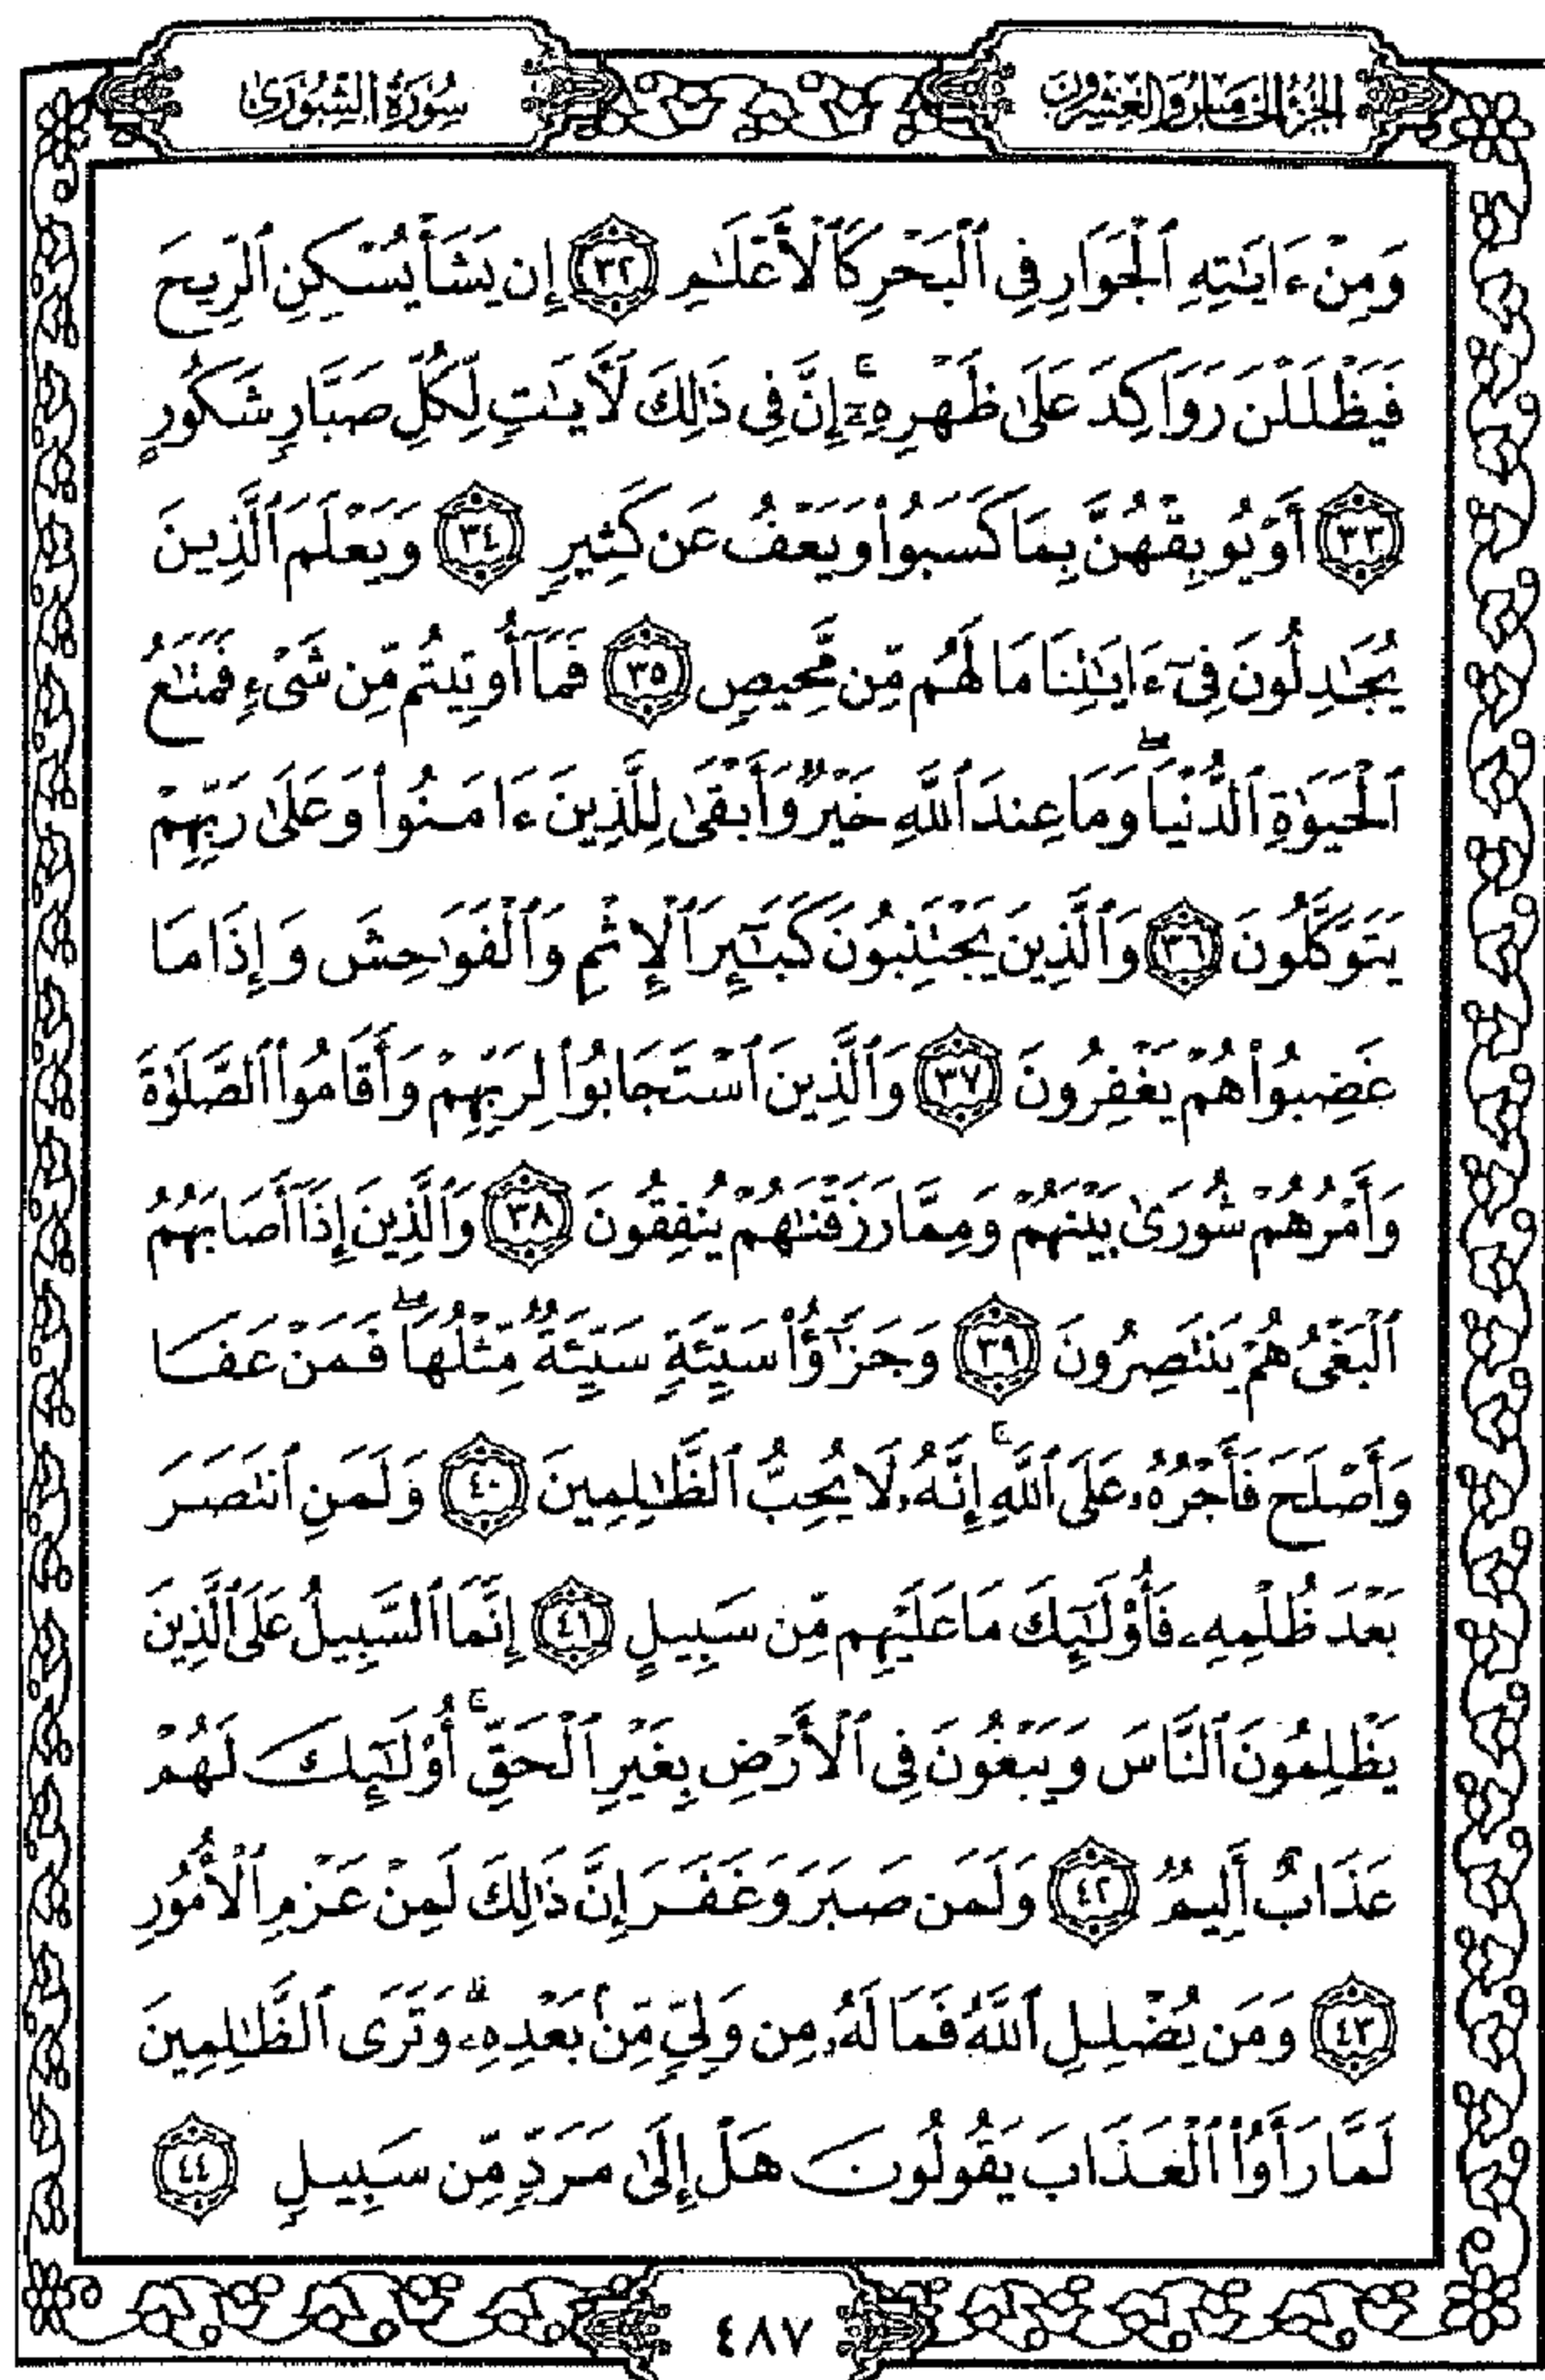 الجزء الخامس والعشرون
سورة الشورى
وَمِنْ ءَايَـٰتِهِ ٱلْجَوَارِ فِى ٱلْبَحْرِ كَٱلْأَعْلَـٰمِ ﴿٣٢﴾ إِن يَشَأْ يُسْكِنِ ٱلرِّيحَ
فَيَظْلَلْنَ رَوَاكِدَ عَلَىٰ ظَهْرِهِۦٓ ۚ إِنَّ فِى ذَٰلِكَ لَـَٔايَـٰتٍ لِّكُلِّ صَبَّارٍ شَكُورٍ
﴿٣٣﴾ أَوْ يُوبِقْهُنَّ بِمَا كَسَبُوا۟ وَيَعْفُ عَن كَثِيرٍ ﴿٣٤﴾ وَيَعْلَمَ ٱلَّذِينَ
يُجَـٰدِلُونَ فِىٓ ءَايَـٰتِنَا مَا لَهُم مِّن مَّحِيصٍ ﴿٣٥﴾ فَمَآ أُوتِيتُم مِّن شَىْءٍ فَمَتَـٰعُ
ٱلْحَيَوٰةِ ٱلدُّنْيَا ۖ وَمَا عِندَ ٱللَّهِ خَيْرٌ وَأَبْقَىٰ لِلَّذِينَ ءَامَنُوا۟ وَعَلَىٰ رَبِّهِمْ
يَتَوَكَّلُونَ ﴿٣٦﴾ وَٱلَّذِينَ يَجْتَنِبُونَ كَبَـٰٓئِرَ ٱلْإِثْمِ وَٱلْفَوَٰحِشَ وَإِذَا مَا
غَضِبُوا۟ هُمْ يَغْفِرُونَ ﴿٣٧﴾ وَٱلَّذِينَ ٱسْتَجَابُوا۟ لِرَبِّهِمْ وَأَقَامُوا۟ ٱلصَّلَوٰةَ
وَأَمْرُهُمْ شُورَىٰ بَيْنَهُمْ وَمِمَّا رَزَقْنَـٰهُمْ يُنفِقُونَ ﴿٣٨﴾ وَٱلَّذِينَ إِذَآ أَصَابَهُمُ
ٱلْبَغْىُ هُمْ يَنتَصِرُونَ ﴿٣٩﴾ وَجَزَٰٓؤُا۟ سَيِّئَةٍ سَيِّئَةٌ مِّثْلُهَا ۖ فَمَنْ عَفَا
وَأَصْلَحَ فَأَجْرُهُۥ عَلَى ٱللَّهِ ۚ إِنَّهُۥ لَا يُحِبُّ ٱلظَّـٰلِمِينَ ﴿٤٠﴾ وَلَمَنِ ٱنتَصَرَ
بَعْدَ ظُلْمِهِۦ فَأُو۟لَـٰٓئِكَ مَا عَلَيْهِم مِّن سَبِيلٍ ﴿٤١﴾ إِنَّمَا ٱلسَّبِيلُ عَلَى ٱلَّذِينَ
يَظْلِمُونَ ٱلنَّاسَ وَيَبْغُونَ فِى ٱلْأَرْضِ بِغَيْرِ ٱلْحَقِّ ۚ أُو۟لَـٰٓئِكَ لَهُمْ
عَذَابٌ أَلِيمٌ ﴿٤٢﴾ وَلَمَن صَبَرَ وَغَفَرَ إِنَّ ذَٰلِكَ لَمِنْ عَزْمِ ٱلْأُمُورِ
﴿٤٣﴾ وَمَن يُضْلِلِ ٱللَّهُ فَمَا لَهُۥ مِن وَلِىٍّ مِّنۢ بَعْدِهِۦ ۗ وَتَرَى ٱلظَّـٰلِمِينَ
لَمَّا رَأَوُا۟ ٱلْعَذَابَ يَقُولُونَ هَلْ إِلَىٰ مَرَدٍّ مِّن سَبِيلٍ ﴿٤٤﴾
٤٨٧